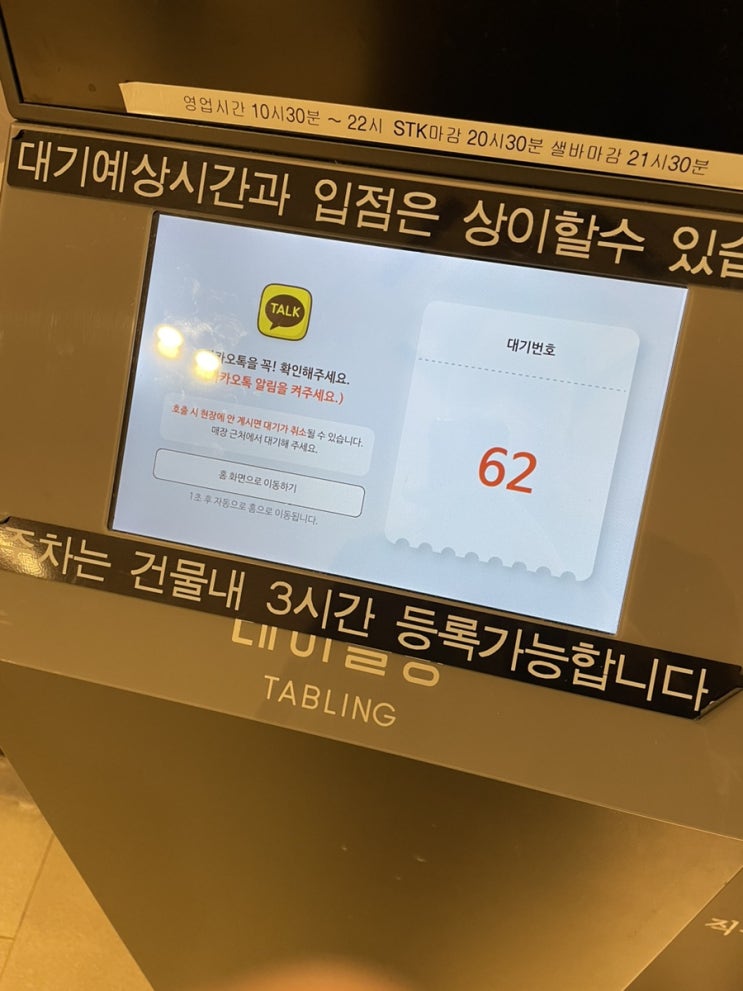 영업시간 10시30분 ~ 22시 STK마감 20시30분 샐바마감 21시30분
대기예상시간과 입점은 상이할수 있습
TALK
카오톡을 꼭! 확인해주세요.
카오톡 알림을 켜주세요.)
호출 시 현장에 안 계시면 대기가 취소될 수 있습니다.
매장 근처에서 대기해 주세요.
홈 화면으로 이동하기
1초 후 자동으로 홈으로 이동됩니다.
대기번호
62
주차는 건물내 3시간 등록가능합니다
테이블링
TABLING